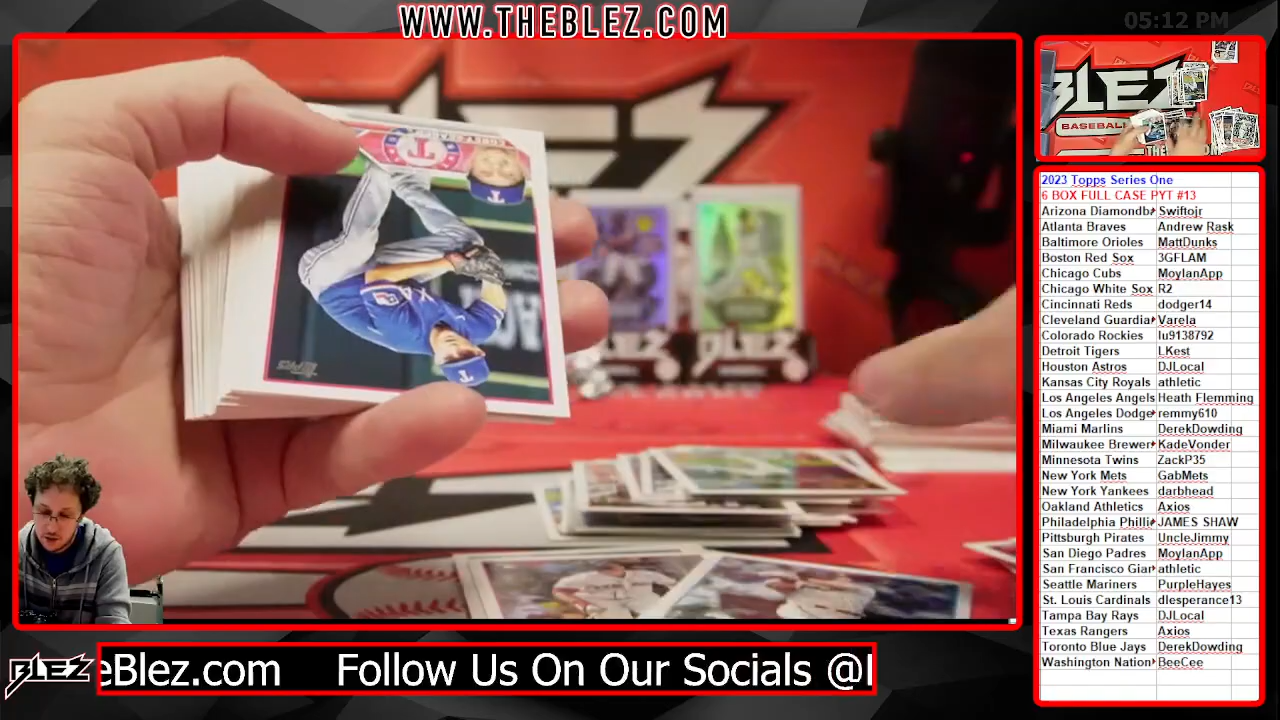 WWW.THEBLEZ.COM
05:12 PM
BLEZ
BASEBALL
2023 Topps Series One
6 BOX FULL CASE PYT #13
Arizona Diamondba Swiftojr
Atlanta Braves Andrew Rask
Baltimore Orioles MattDunks
Boston Red Sox 3GFLAM
Chicago Cubs MoylanApp
Chicago White Sox R2
Cincinnati Reds dodger14
Cleveland Guardia Varela
Colorado Rockies lu9138792
Detroit Tigers LKest
Houston Astros DJLocal
Kansas City Royals athletic
Los Angeles Angels Heath Flemming
Los Angeles Dodge remmy610
Miami Marlins DerekDowding
Milwaukee Brewer KadeVonder
Minnesota Twins ZackP35
New York Mets GabMets
New York Yankees darbhead
Oakland Athletics Axios
Philadelphia Philli JAMES SHAW
Pittsburgh Pirates UncleJimmy
San Diego Padres MoylanApp
San Francisco Giar athletic
Seattle Mariners PurpleHayes
St. Louis Cardinals dlesperance13
Tampa Bay Rays DJLocal
Texas Rangers Axios
Toronto Blue Jays DerekDowding
Washington Nation BeeCee
BLEZ
eBlez.com Follow Us On Our Socials @